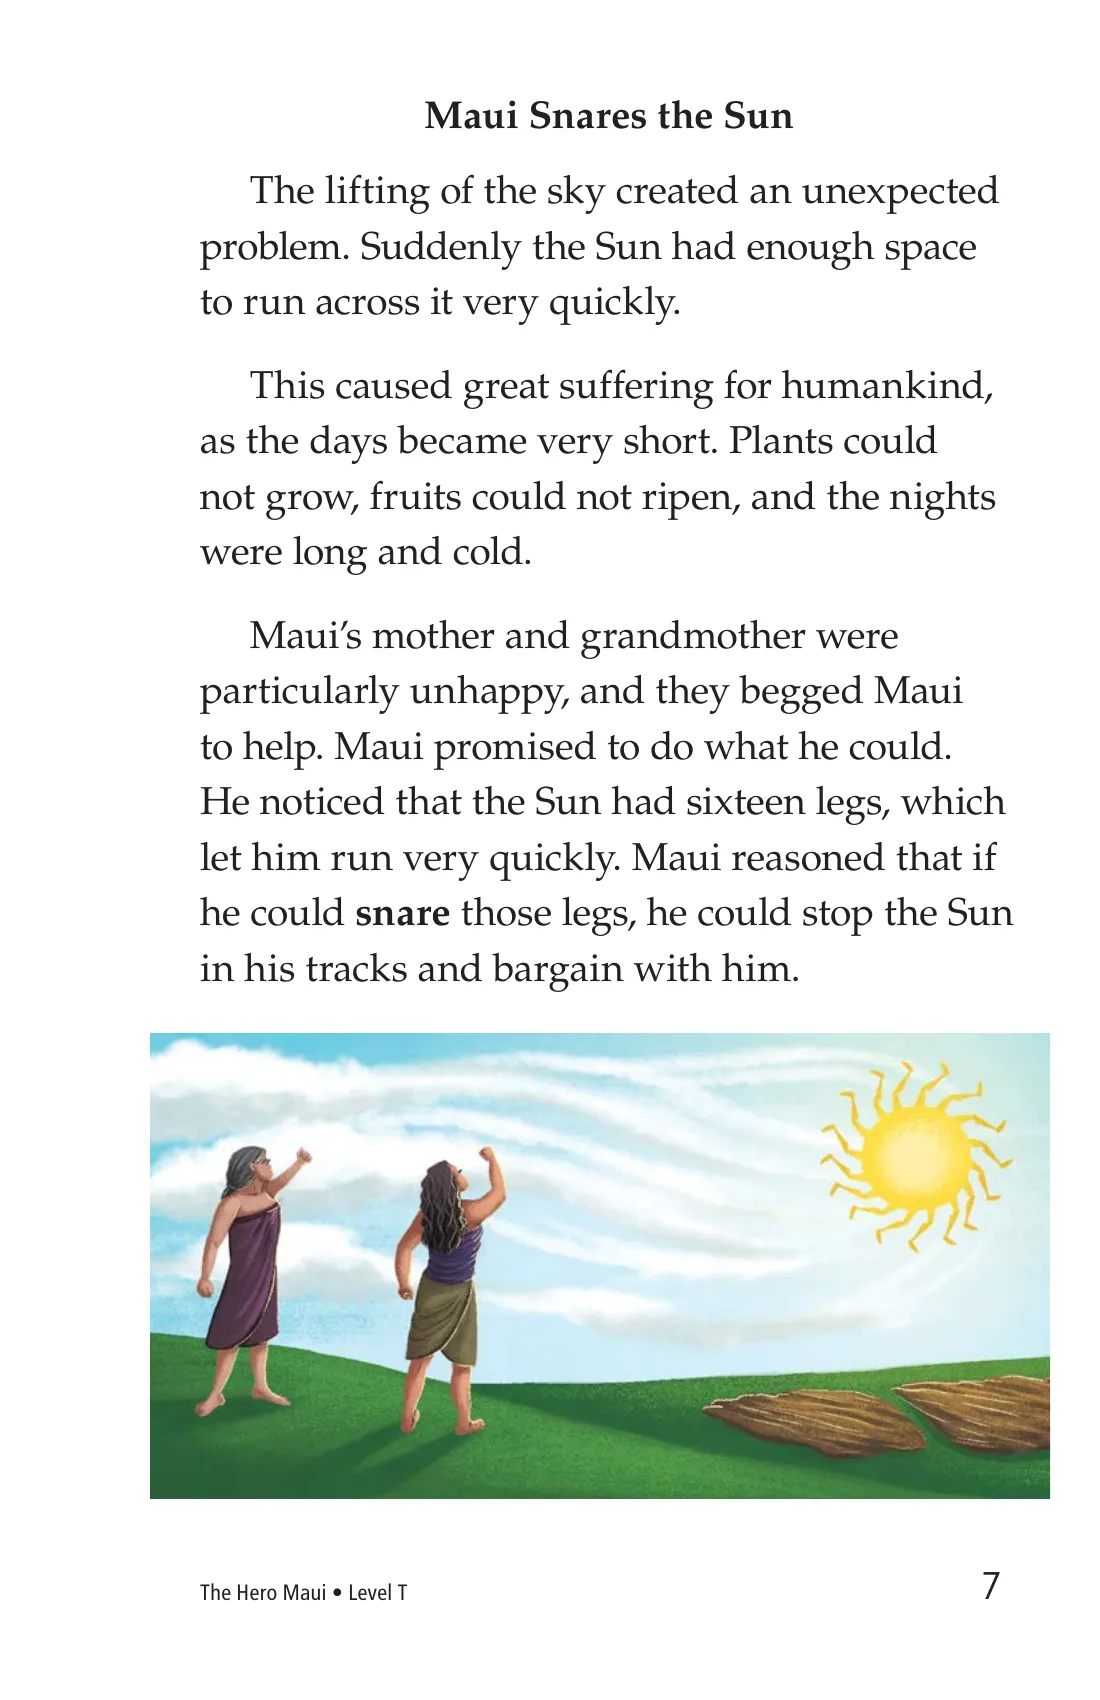 Maui Snares the Sun
The lifting of the sky created an unexpected
problem. Suddenly the Sun had enough space
to run across it very quickly.
This caused great suffering for humankind,
as the days became very short. Plants could
not grow, fruits could not ripen, and the nights
were long and cold.
Maui’s mother and grandmother were
particularly unhappy, and they begged Maui
to help. Maui promised to do what he could.
He noticed that the Sun had sixteen legs, which
let him run very quickly. Maui reasoned that if
he could snare those legs, he could stop the Sun
in his tracks and bargain with him.
The Hero Maui • Level T
7